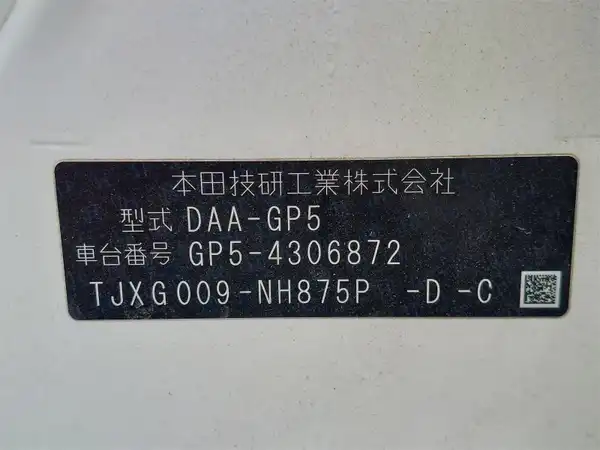 本田技研工業株式会社
型式 DAA-GP5
車台番号 GP5-4306872
TJXG009-NH875P -D -C